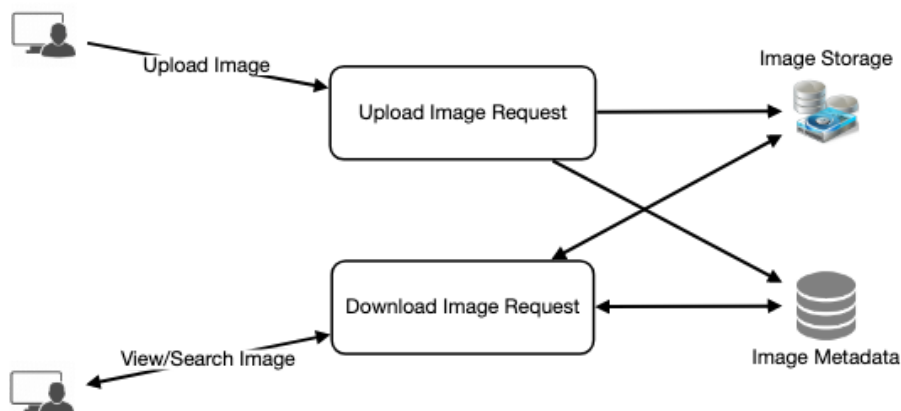 Upload Image
Image Storage
Upload Image Request
Download Image Request
View/Search Image
Image Metadata